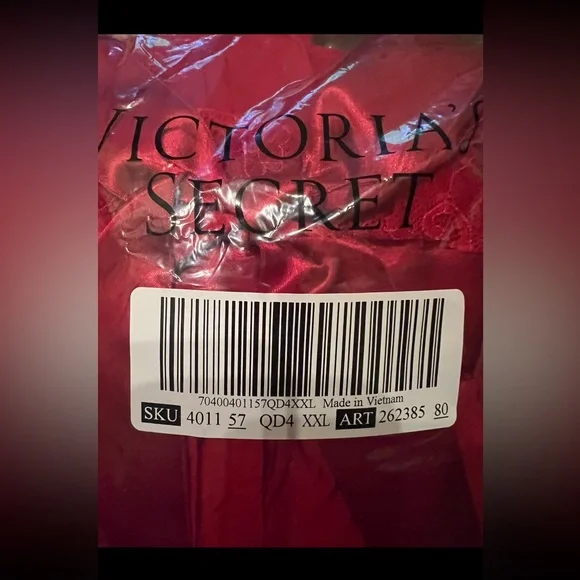 VICTORIA'S
SECRET
70400401157QD4XXL Made in Vietnam
SKU 4011 57 QD4 XXL ART 262385 80